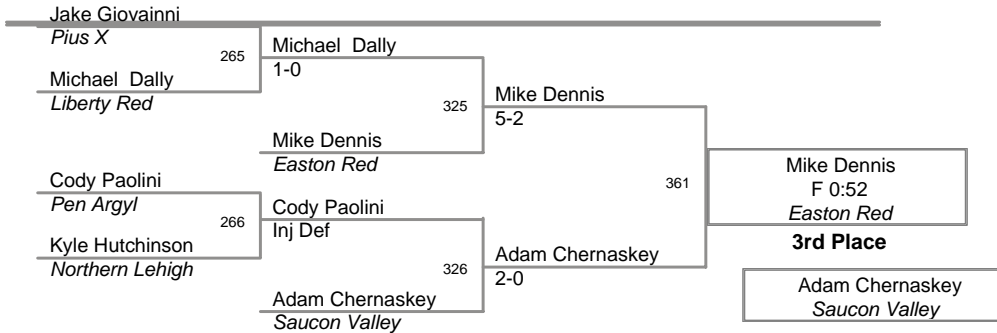 Jake Giovainni
Pius X
265
Michael Dally
Liberty Red
Michael Dally
1-0
325
Mike Dennis
Easton Red
Mike Dennis
5-2
Cody Paolini
Pen Argyl
266
Kyle Hutchinson
Northern Lehigh
Cody Paolini
Inj Def
326
Adam Chernaskey
Saucon Valley
Adam Chernaskey
2-0
361
Mike Dennis
F 0:52
Easton Red
3rd Place
Adam Chernaskey
Saucon Valley